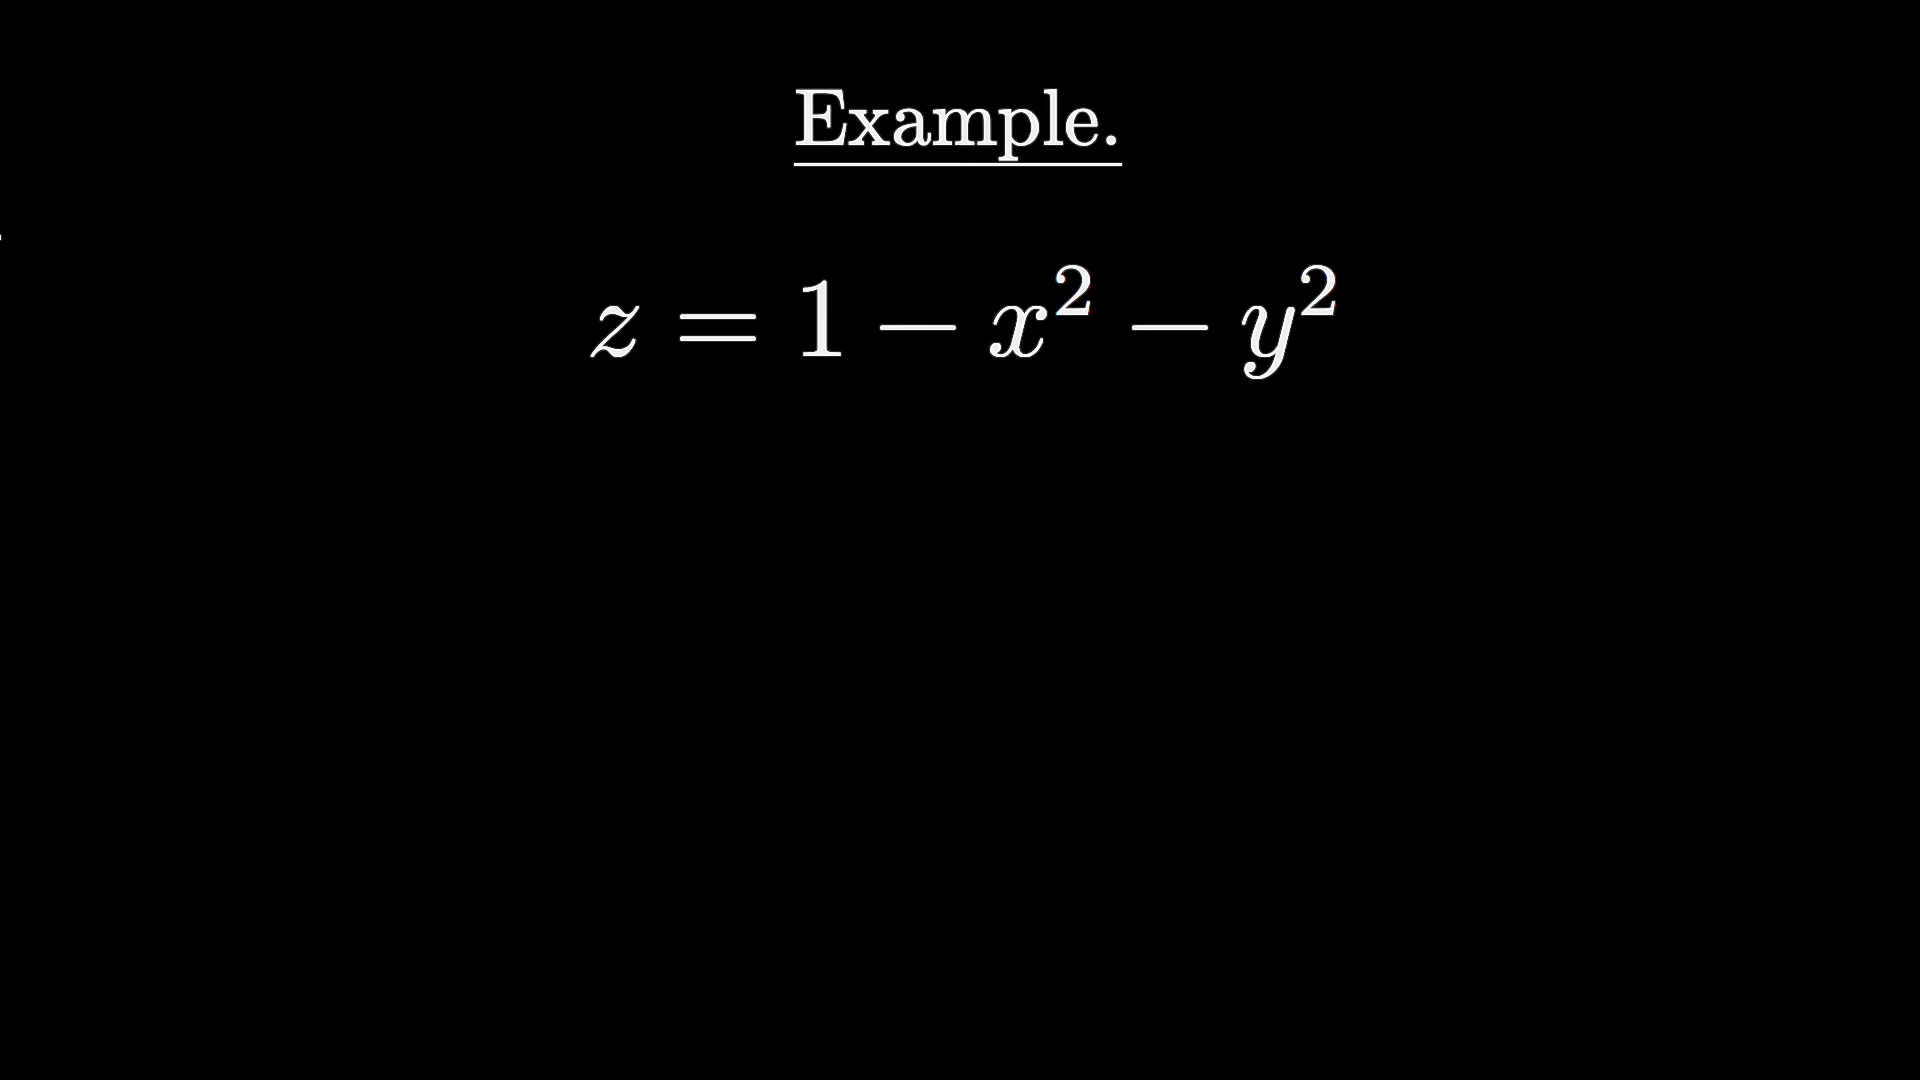 Example.
z = 1 − x² − y²